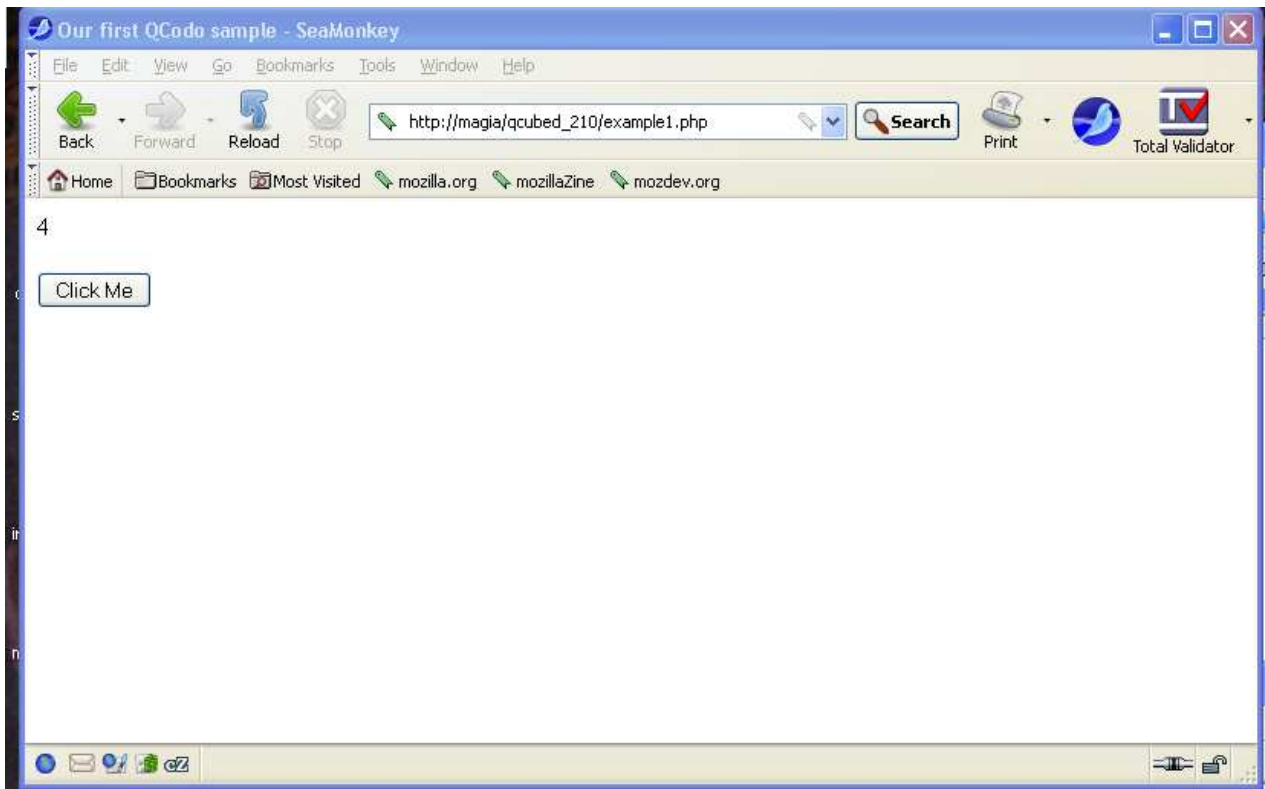 Our first QCodo sample - SeaMonkey
File Edit View Go Bookmarks Tools Window Help
Back Forward Reload Stop http://magia/qcubed_210/example1.php Search Print Total Validator
Home Bookmarks Most Visited mozilla.org mozillaZine mozdev.org
4
Click Me